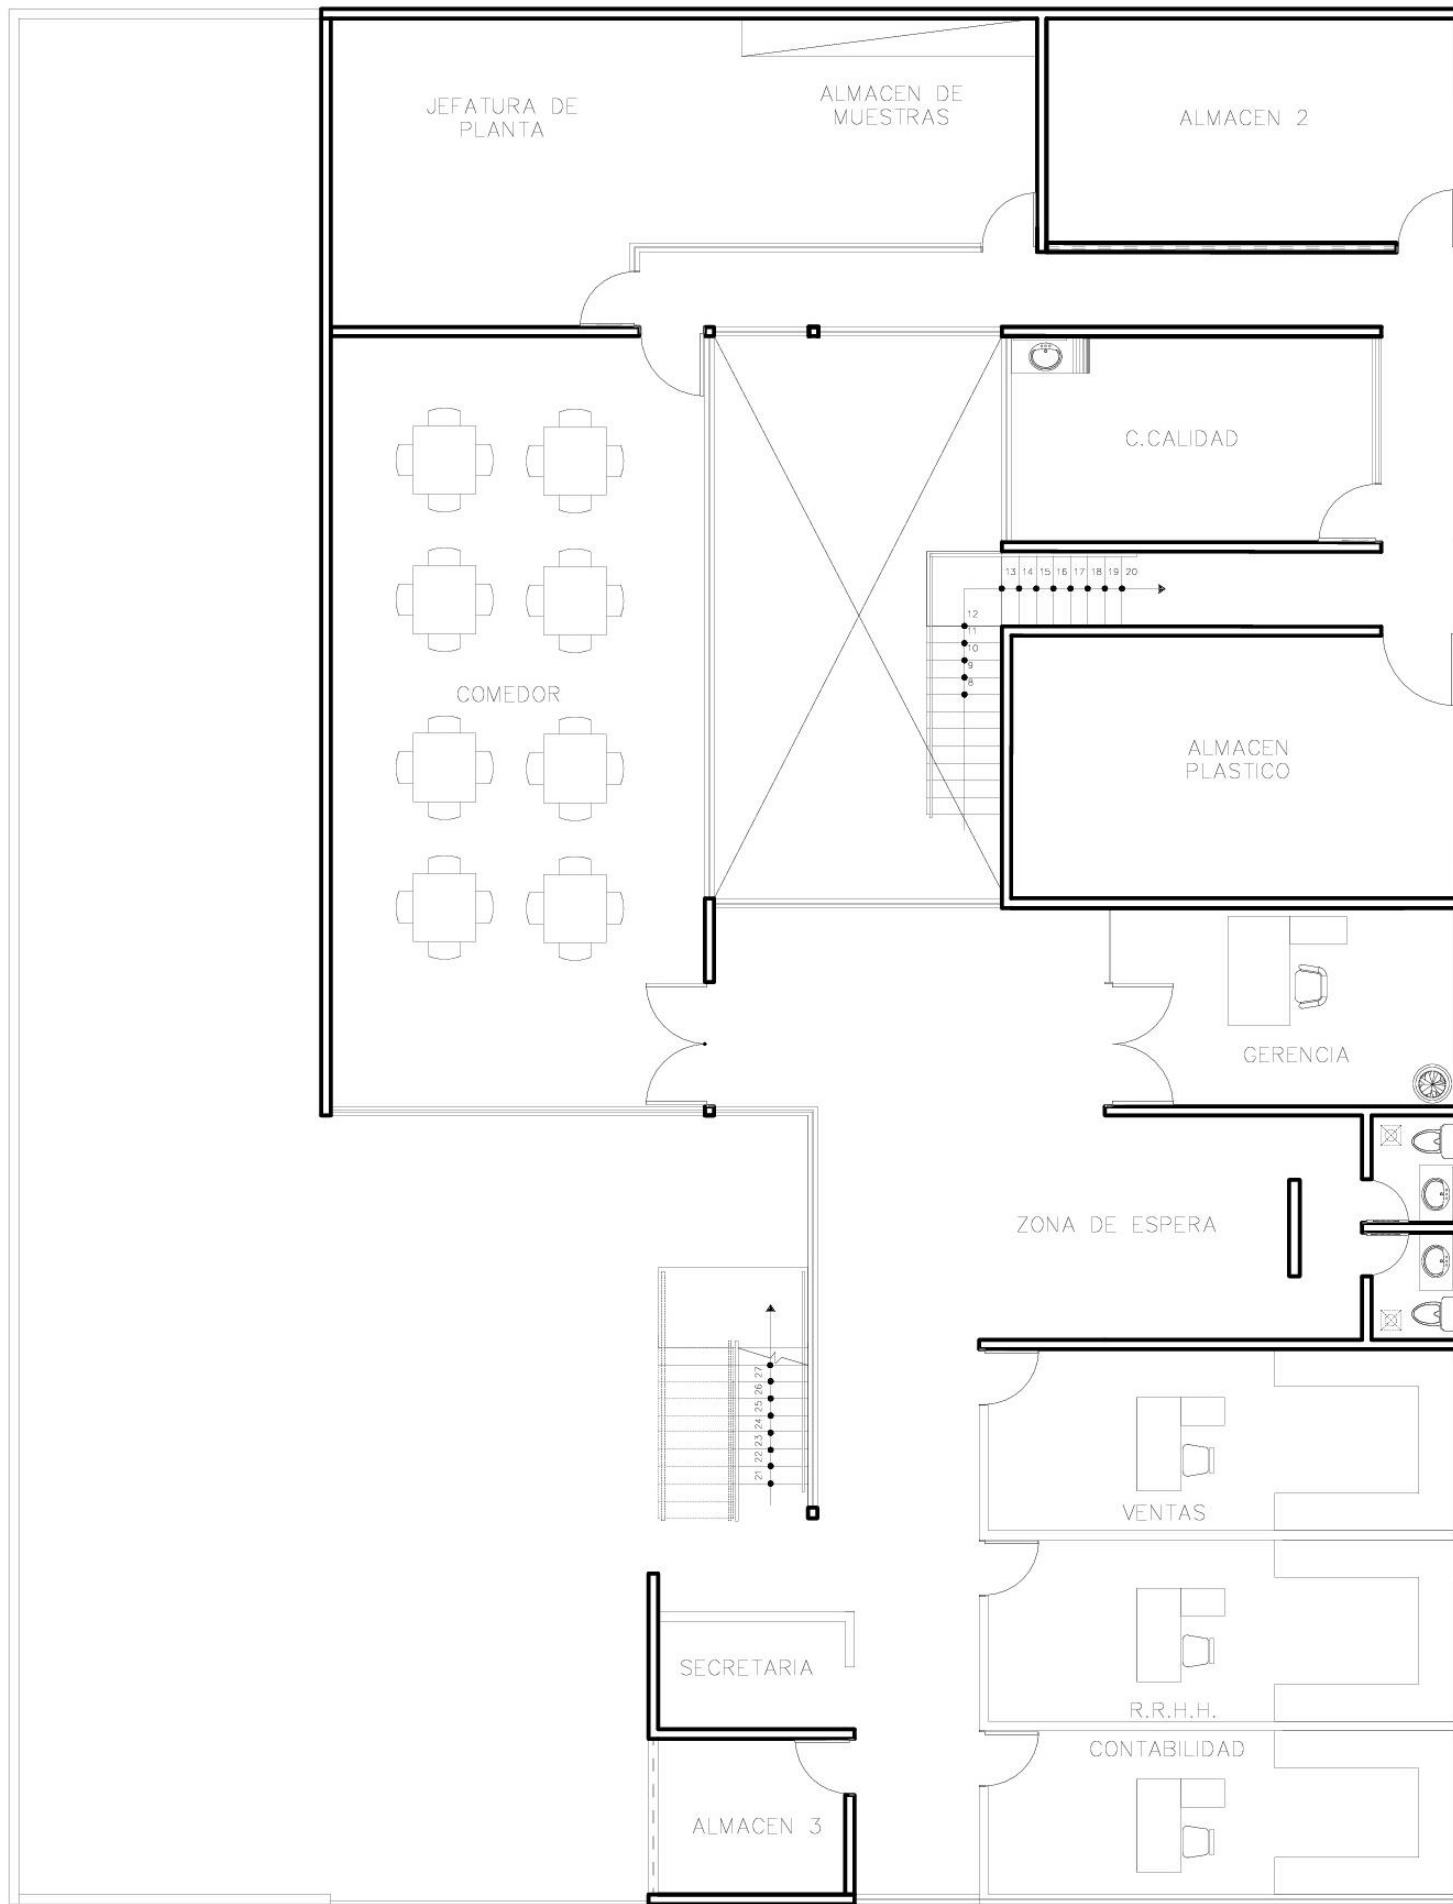 JEFATURA DE
PLANTA
ALMACEN DE
MUESTRAS
ALMACEN 2
C.CALIDAD
13 14 15 16 17 18 19 20
12
11
10
9
8
COMEDOR
ALMACEN
PLASTICO
GERENCIA
ZONA DE ESPERA
27
26
25
24
23
22
21
VENTAS
SECRETARIA
R.R.H.H.
CONTABILIDAD
ALMACEN 3